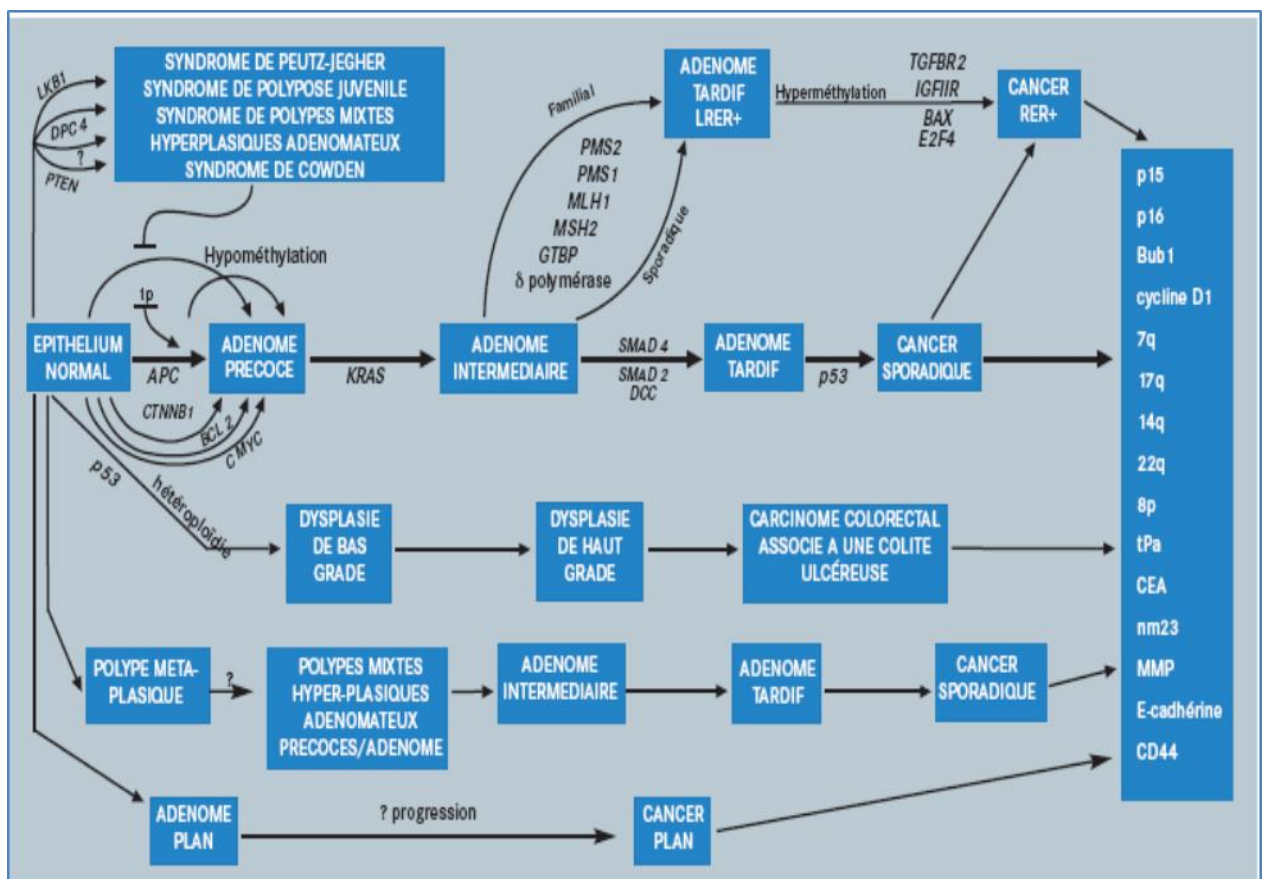 LKB1
DPC 4
?
PTEN
SYNDROME DE PEUTZ-JEGHER
SYNDROME DE POLYPOSE JUVENILE
SYNDROME DE POLYPES MIXTES
HYPERPLASIQUES ADENOMATEUX
SYNDROME DE COWDEN
Familial
PMS2
PMS1
MLH1
MSH2
GTBP
δ polymérase
Sporadique
ADENOME
TARDIF
LRER+
Hyperméthylation
TGFBR2
IGFIIR
BAX
E2F4
CANCER
RER+
Hypométhylation
1p
EPITHELIUM
NORMAL
APC
CTNNB1
BCL 2
C MYC
ADENOME
PRECOCE
KRAS
ADENOME
INTERMEDIAIRE
SMAD 4
SMAD 2
DCC
ADENOME
TARDIF
p53
CANCER
SPORADIQUE
p53
hétéroploïdie
DYSPLASIE
DE BAS
GRADE
DYSPLASIE
DE HAUT
GRADE
CARCINOME COLORECTAL
ASSOCIE A UNE COLITE
ULCÉREUSE
POLYPE META-
PLASIQUE
?
POLYPES MIXTES
HYPER-PLASIQUES
ADENOMATEUX
PRECOCES/ADENOME
ADENOME
INTERMEDIAIRE
ADENOME
TARDIF
CANCER
SPORADIQUE
ADENOME
PLAN
? progression
CANCER
PLAN
p15
p16
Bub1
cycline D1
7q
17q
14q
22q
8p
tPa
CEA
nm23
MMP
E-cadhérine
CD44